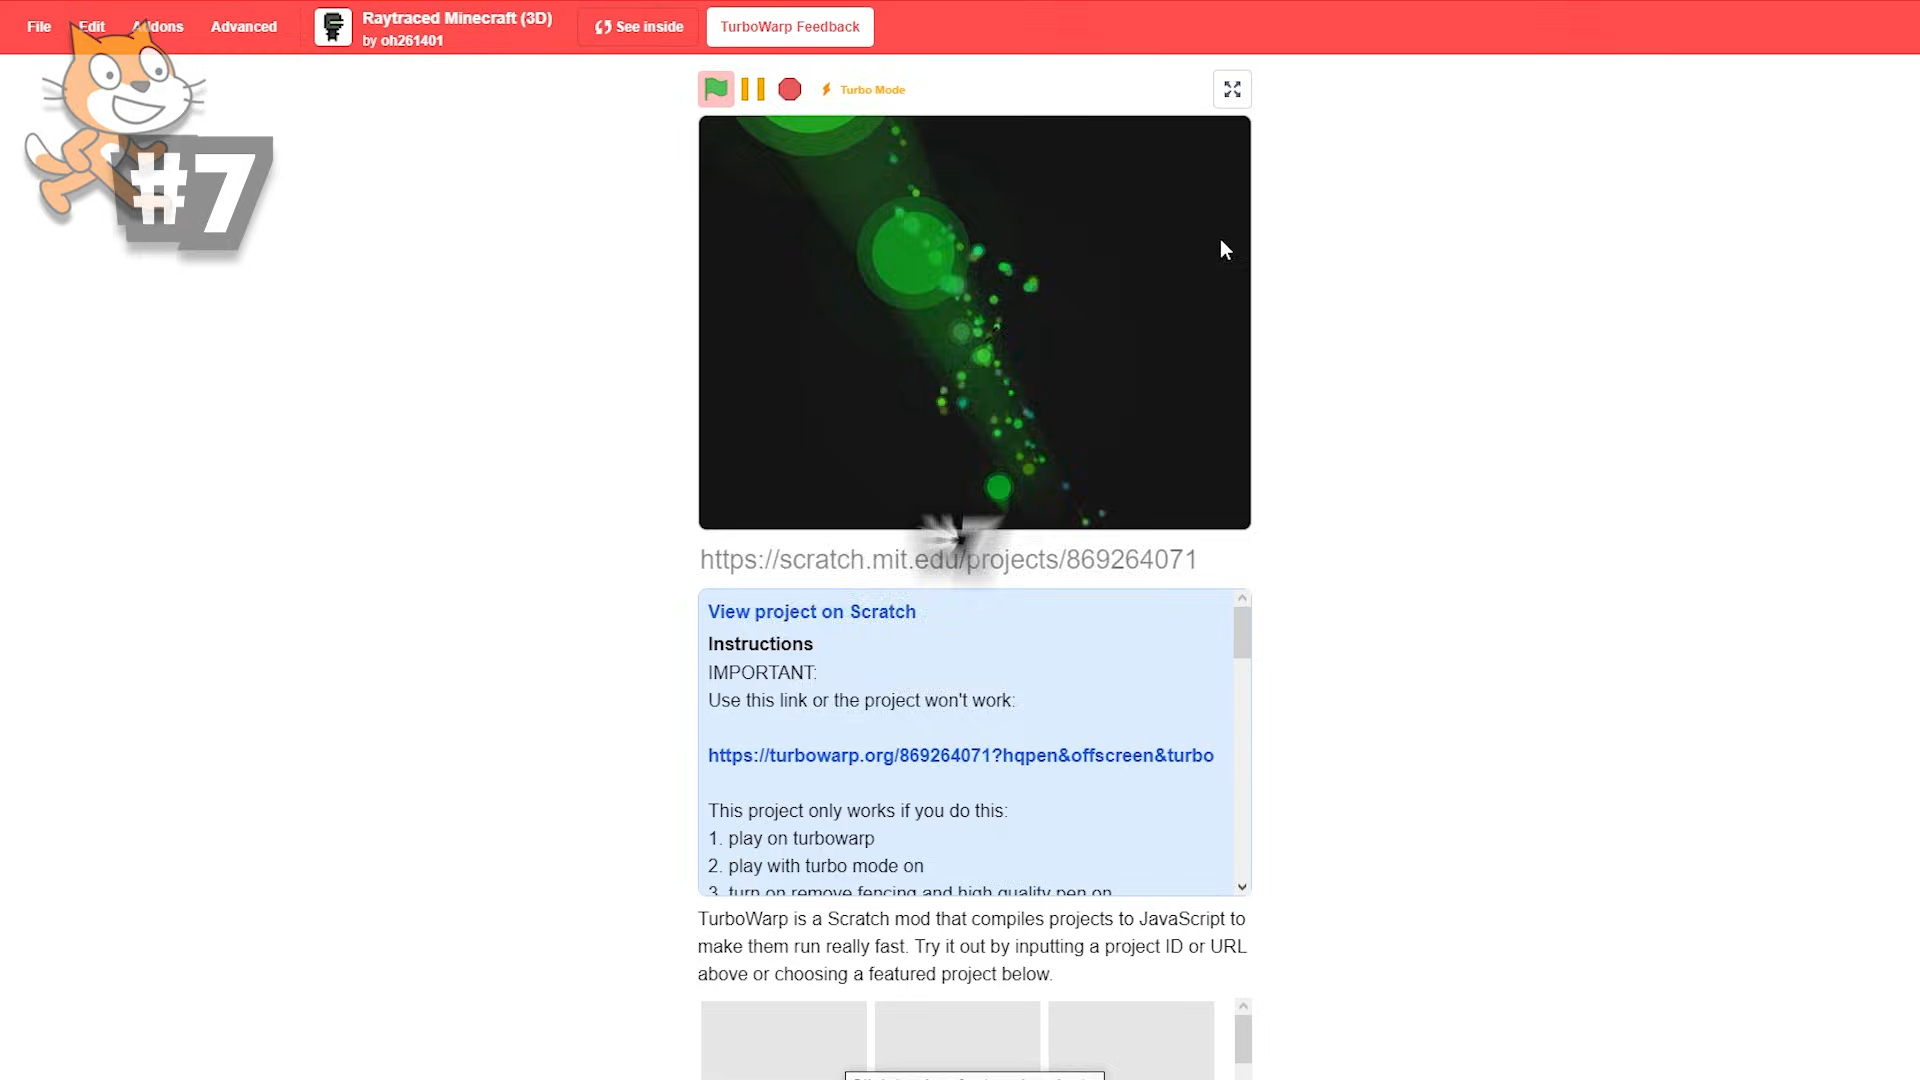 File
Edit
Addons
Advanced
Raytraced Minecraft (3D)
by oh261401
See inside
TurboWarp Feedback
#7
Turbo Mode
https://scratch.mit.edu/projects/869264071
View project on Scratch
Instructions
IMPORTANT:
Use this link or the project won't work:
https://turbowarp.org/869264071?hqpen&offscreen&turbo
This project only works if you do this:
1. play on turbowarp
2. play with turbo mode on
3. turn on remove fencing and high quality pen on
TurboWarp is a Scratch mod that compiles projects to JavaScript to
make them run really fast. Try it out by inputting a project ID or URL
above or choosing a featured project below.